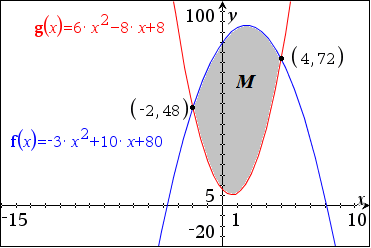 100
y
g(x)=6· x²-8· x+8
(4,72)
M
(-2,48)
f(x)=-3· x²+10· x+80
5
x
-15
1
10
-20